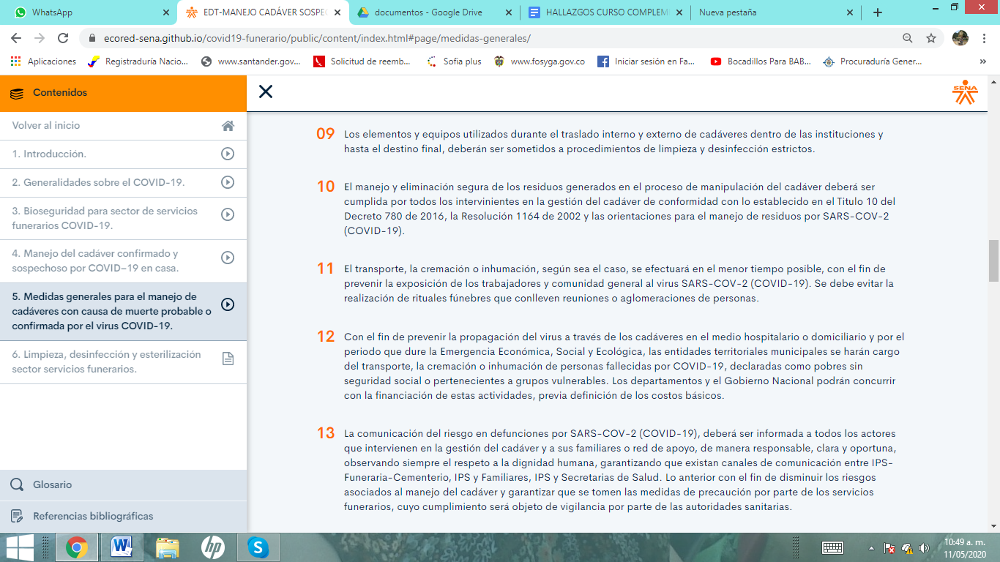 WhatsApp
EDT-MANEJO CADÁVER SOSPEC
documentos - Google Drive
HALLAZGOS CURSO COMPLEM
Nueva pestaña
ecored-sena.github.io/covid19-funerario/public/content/index.html#page/medidas-generales/
Aplicaciones
Registraduría Nacio...
www.santander.gov...
Solicitud de reemb...
Sofia plus
www.fosyga.gov.co
Iniciar sesión en Fa...
Bocadillos Para BAB...
Procuraduría Gener...
»
Contenidos
Volver al inicio
1. Introducción.
2. Generalidades sobre el COVID-19.
3. Bioseguridad para sector de servicios
funerarios COVID-19.
4. Manejo del cadáver confirmado y
sospechoso por COVID–19 en casa.
5. Medidas generales para el manejo de
cadáveres con causa de muerte probable o
confirmada por el virus COVID-19.
6. Limpieza, desinfección y esterilización
sector servicios funerarios.
Glosario
Referencias bibliográficas
SENA
09 Los elementos y equipos utilizados durante el traslado interno y externo de cadáveres dentro de las instituciones y
hasta el destino final, deberán ser sometidos a procedimientos de limpieza y desinfección estrictos.
10 El manejo y eliminación segura de los residuos generados en el proceso de manipulación del cadáver deberá ser
cumplida por todos los intervinientes en la gestión del cadáver de conformidad con lo establecido en el Titulo 10 del
Decreto 780 de 2016, la Resolución 1164 de 2002 y las orientaciones para el manejo de residuos por SARS-COV-2
(COVID-19).
11 El transporte, la cremación o inhumación, según sea el caso, se efectuará en el menor tiempo posible, con el fin de
prevenir la exposición de los trabajadores y comunidad general al virus SARS-COV-2 (COVID-19). Se debe evitar la
realización de rituales fúnebres que conlleven reuniones o aglomeraciones de personas.
12 Con el fin de prevenir la propagación del virus a través de los cadáveres en el medio hospitalario o domiciliario y por el
periodo que dure la Emergencia Económica, Social y Ecológica, las entidades territoriales municipales se harán cargo
del transporte, la cremación o inhumación de personas fallecidas por COVID-19, declaradas como pobres sin
seguridad social o pertenecientes a grupos vulnerables. Los departamentos y el Gobierno Nacional podrán concurrir
con la financiación de estas actividades, previa definición de los costos básicos.
13 La comunicación del riesgo en defunciones por SARS-COV-2 (COVID-19), deberá ser informada a todos los actores
que intervienen en la gestión del cadáver y a sus familiares o red de apoyo, de manera responsable, clara y oportuna,
observando siempre el respeto a la dignidad humana, garantizando que existan canales de comunicación entre IPS-
Funeraria-Cementerio, IPS y Familiares, IPS y Secretarias de Salud. Lo anterior con el fin de disminuir los riesgos
asociados al manejo del cadáver y garantizar que se tomen las medidas de precaución por parte de los servicios
funerarios, cuyo cumplimiento será objeto de vigilancia por parte de las autoridades sanitarias.
10:49 a. m.
11/05/2020